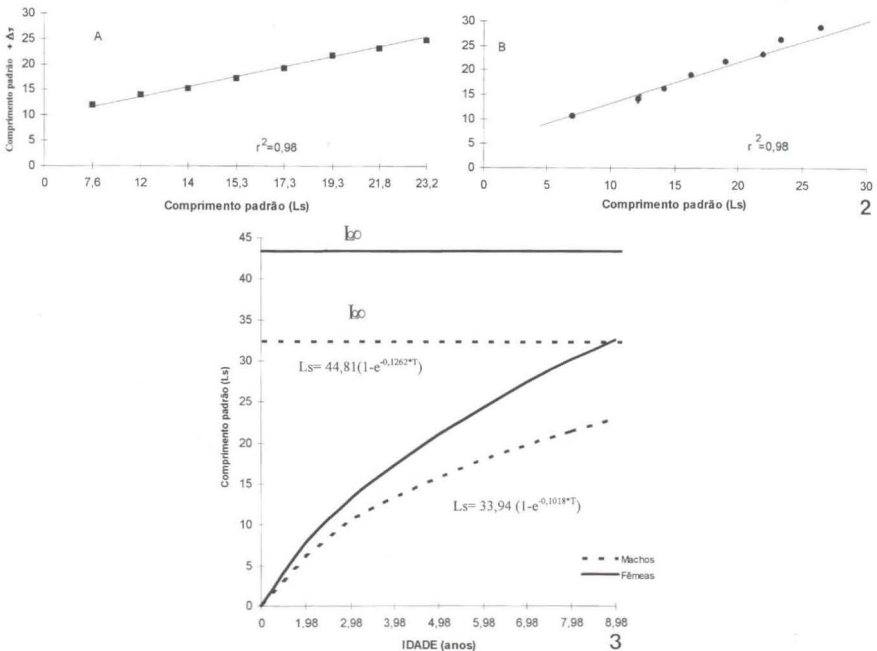 A
Comprimento padrão + Δт
30
25
20
15
10
5
0
r²=0,98
0 7,6 12 14 15,3 17,3 19,3 21,8 23,2
Comprimento padrão (Ls)
B
30
25
20
15
10
5
0
r²=0,98
0 5 10 15 20 25 30
Comprimento padrão (Ls)
2
45
40
35
30
25
20
15
10
5
0
Comprimento padrão (Ls)
L∞
L∞
Ls= 44,81(1-e^-0,1262*T)
Ls= 33,94 (1-e^-0,1018*T)
Machos
Fêmeas
0 1,98 2,98 3,98 4,98 5,98 6,98 7,98 8,98
IDADE (anos)
3